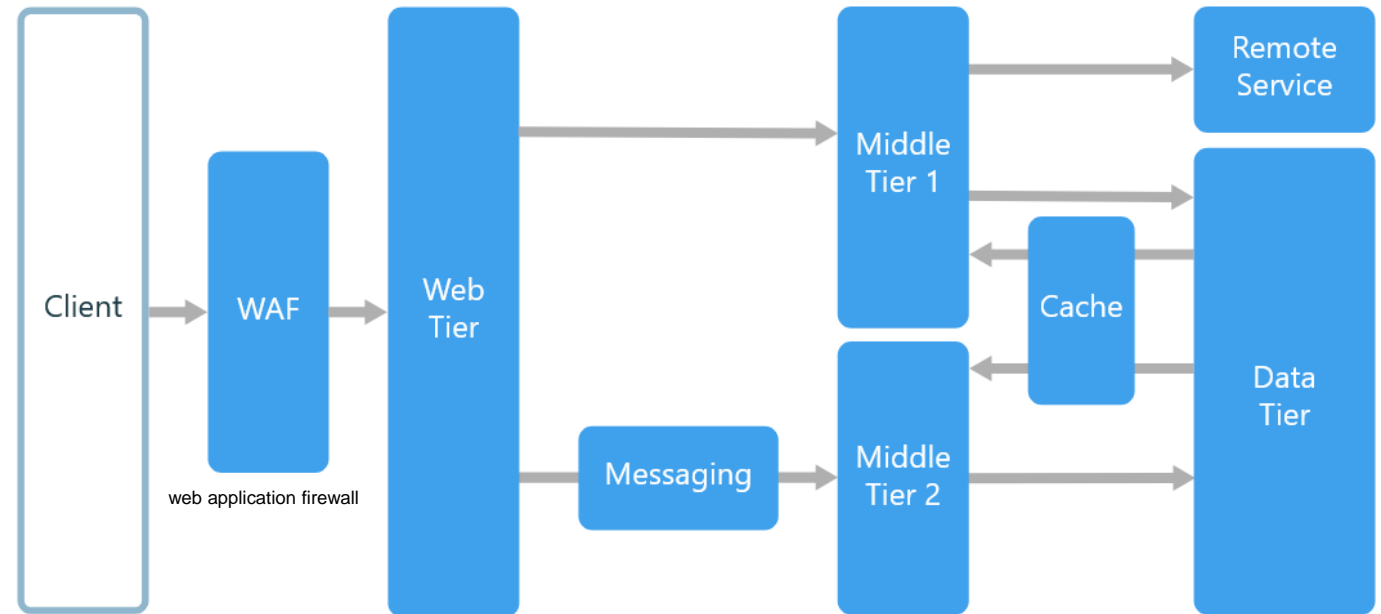 Client
WAF
web application firewall
Web
Tier
Messaging
Middle
Tier 1
Middle
Tier 2
Cache
Remote
Service
Data
Tier